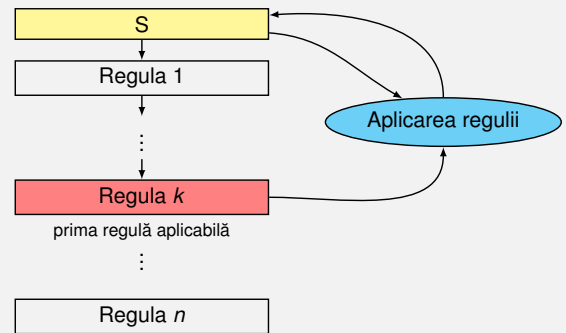 S
Regula 1
Aplicarea regulii
⋮
Regula k
prima regulă aplicabilă
⋮
Regula n